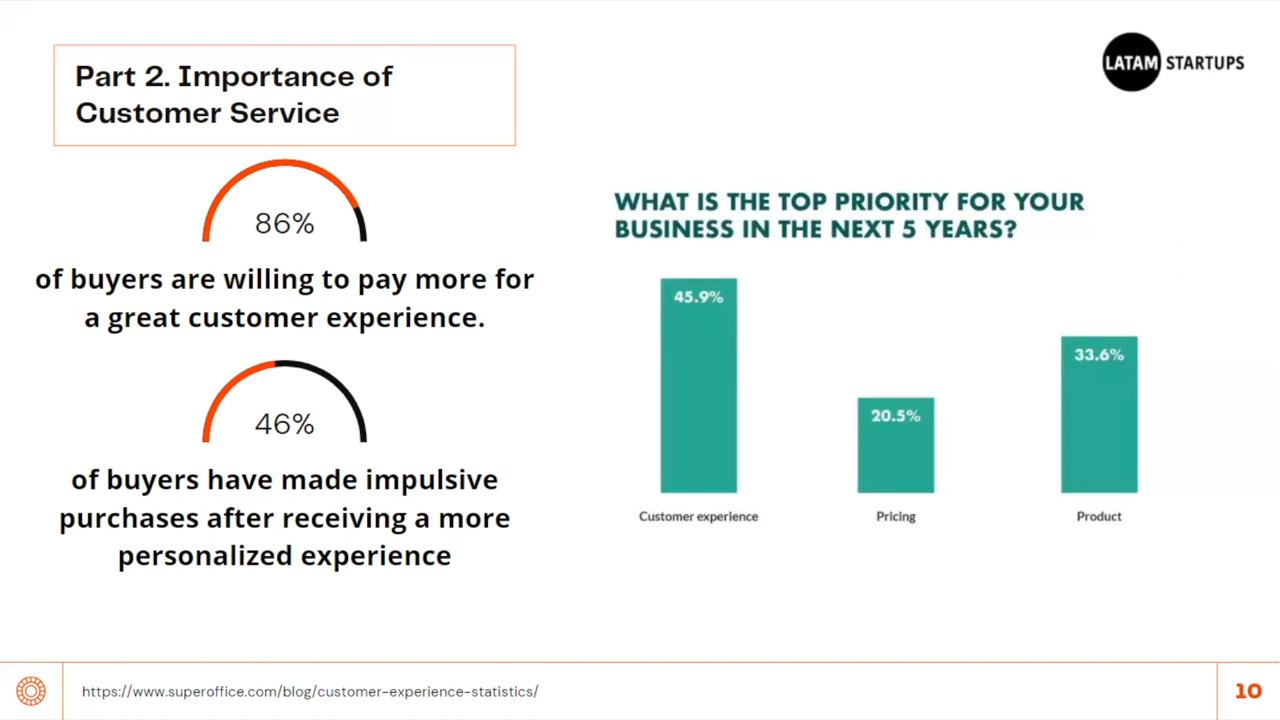 Part 2. Importance of
Customer Service
LATAM STARTUPS
86%
of buyers are willing to pay more for
a great customer experience.
46%
of buyers have made impulsive
purchases after receiving a more
personalized experience
WHAT IS THE TOP PRIORITY FOR YOUR
BUSINESS IN THE NEXT 5 YEARS?
45.9%
20.5%
33.6%
Customer experience
Pricing
Product
https://www.superoffice.com/blog/customer-experience-statistics/
10